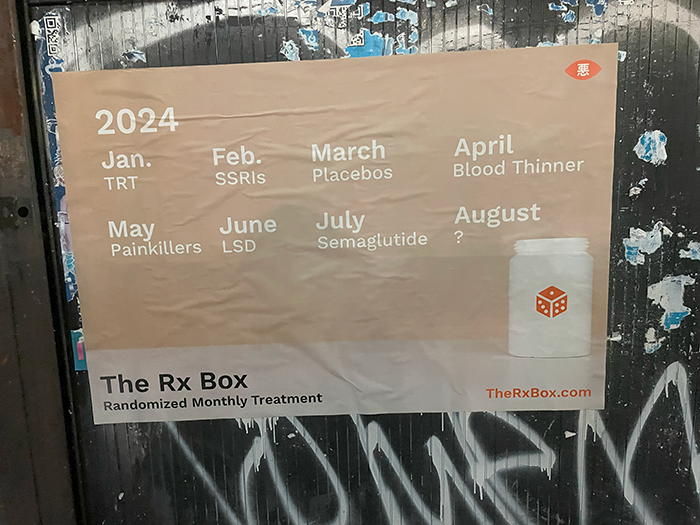 悪
2024
Jan.
TRT
Feb.
SSRIs
March
Placebos
April
Blood Thinner
May
Painkillers
June
LSD
July
Semaglutide
August
?
The Rx Box
Randomized Monthly Treatment
TheRxBox.com